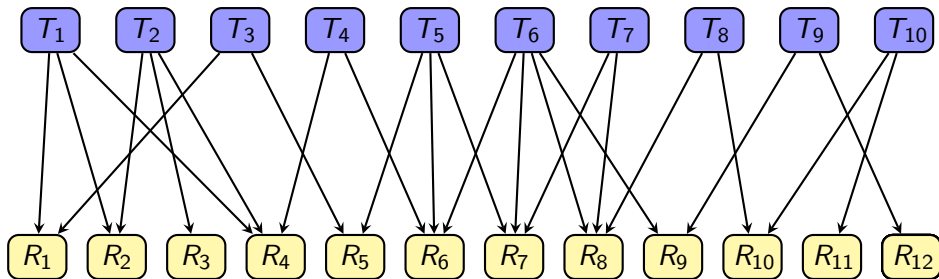 T₁ T₂ T₃ T₄ T₅ T₆ T₇ T₈ T₉ T₁₀
R₁ R₂ R₃ R₄ R₅ R₆ R₇ R₈ R₉ R₁₀ R₁₁ R₁₂